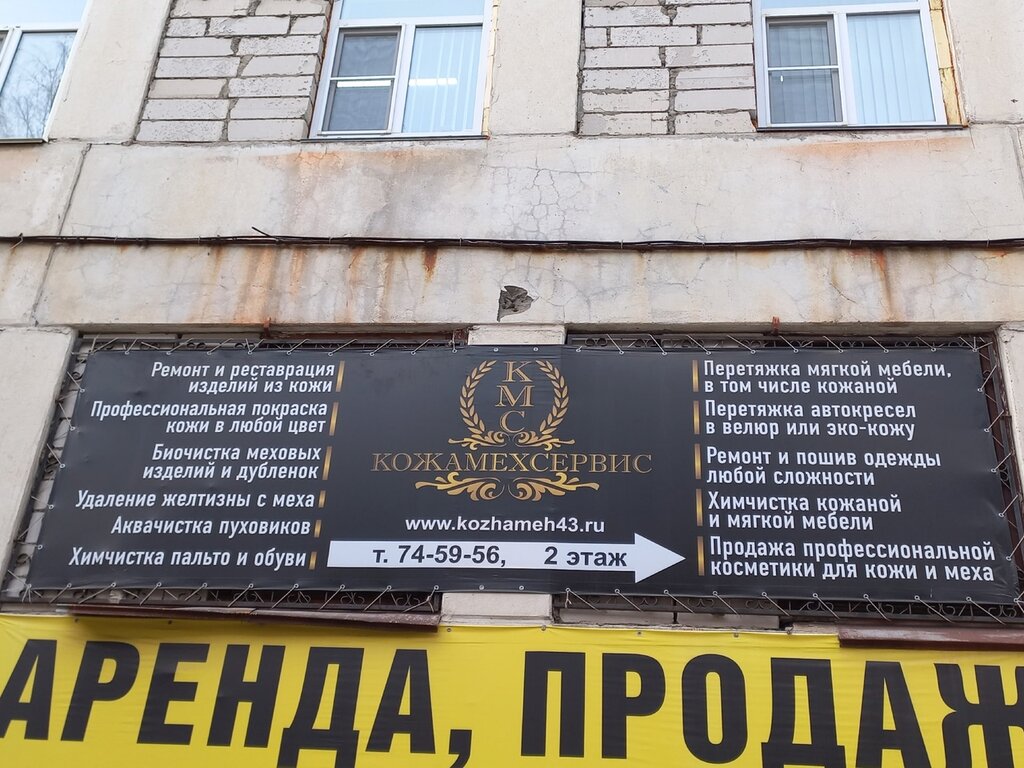 Ремонт и реставрация
изделий из кожи
Профессиональная покраска
кожи в любой цвет
Биочистка меховых
изделий и дубленок
Удаление желтизны с меха
Аквачистка пуховиков
Химчистка пальто и обуви
К
М
С
КОЖАМЕХСЕРВИС
www.kozhameh43.ru
т. 74-59-56, 2 этаж
Перетяжка мягкой мебели,
в том числе кожаной
Перетяжка автокресел
в велюр или эко-кожу
Ремонт и пошив одежды
любой сложности
Химчистка кожаной
и мягкой мебели
Продажа профессиональной
косметики для кожи и меха
АРЕНДА, ПРОДАЖ